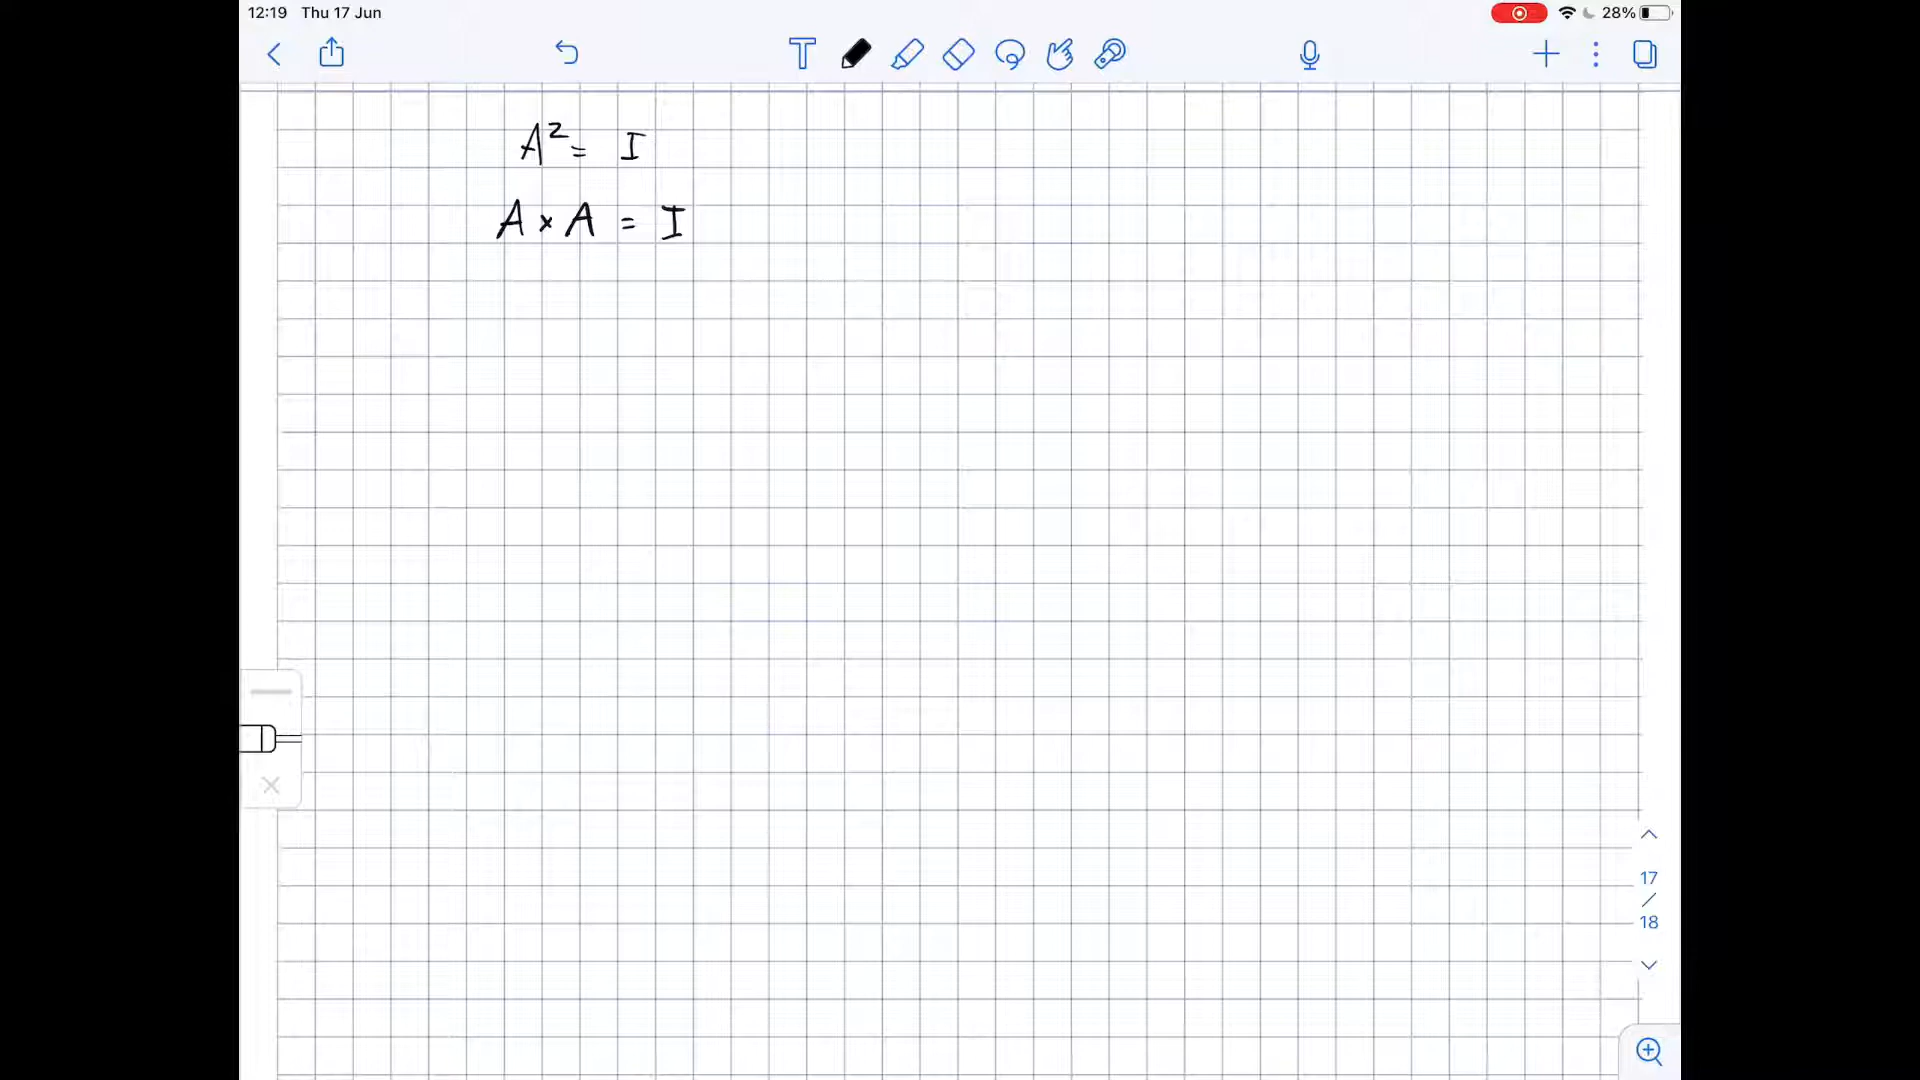 12:19 Thu 17 Jun 28%
A² = I
A × A = I
17
/
18